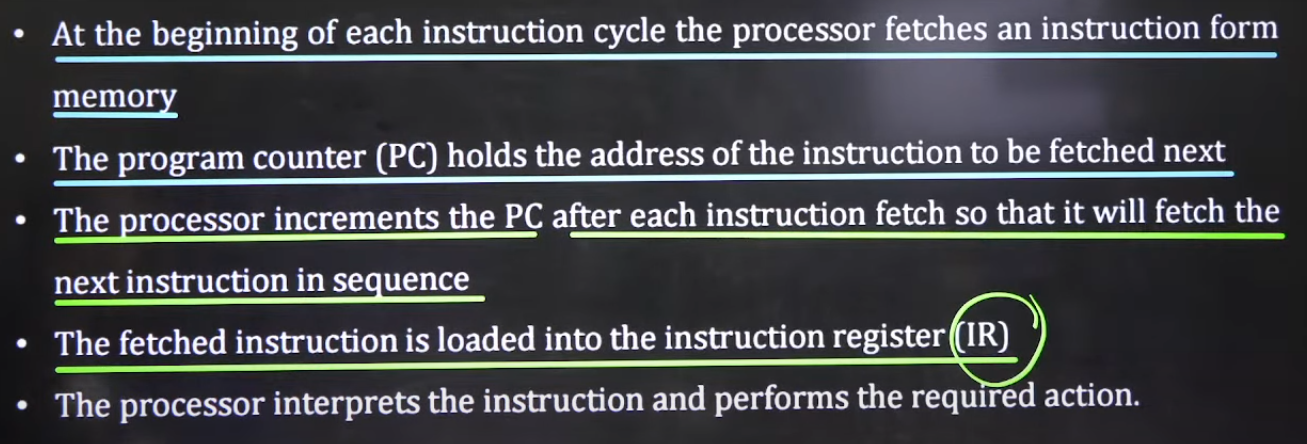 • At the beginning of each instruction cycle the processor fetches an instruction form
memory
• The program counter (PC) holds the address of the instruction to be fetched next
• The processor increments the PC after each instruction fetch so that it will fetch the
next instruction in sequence
• The fetched instruction is loaded into the instruction register (IR)
• The processor interprets the instruction and performs the required action.